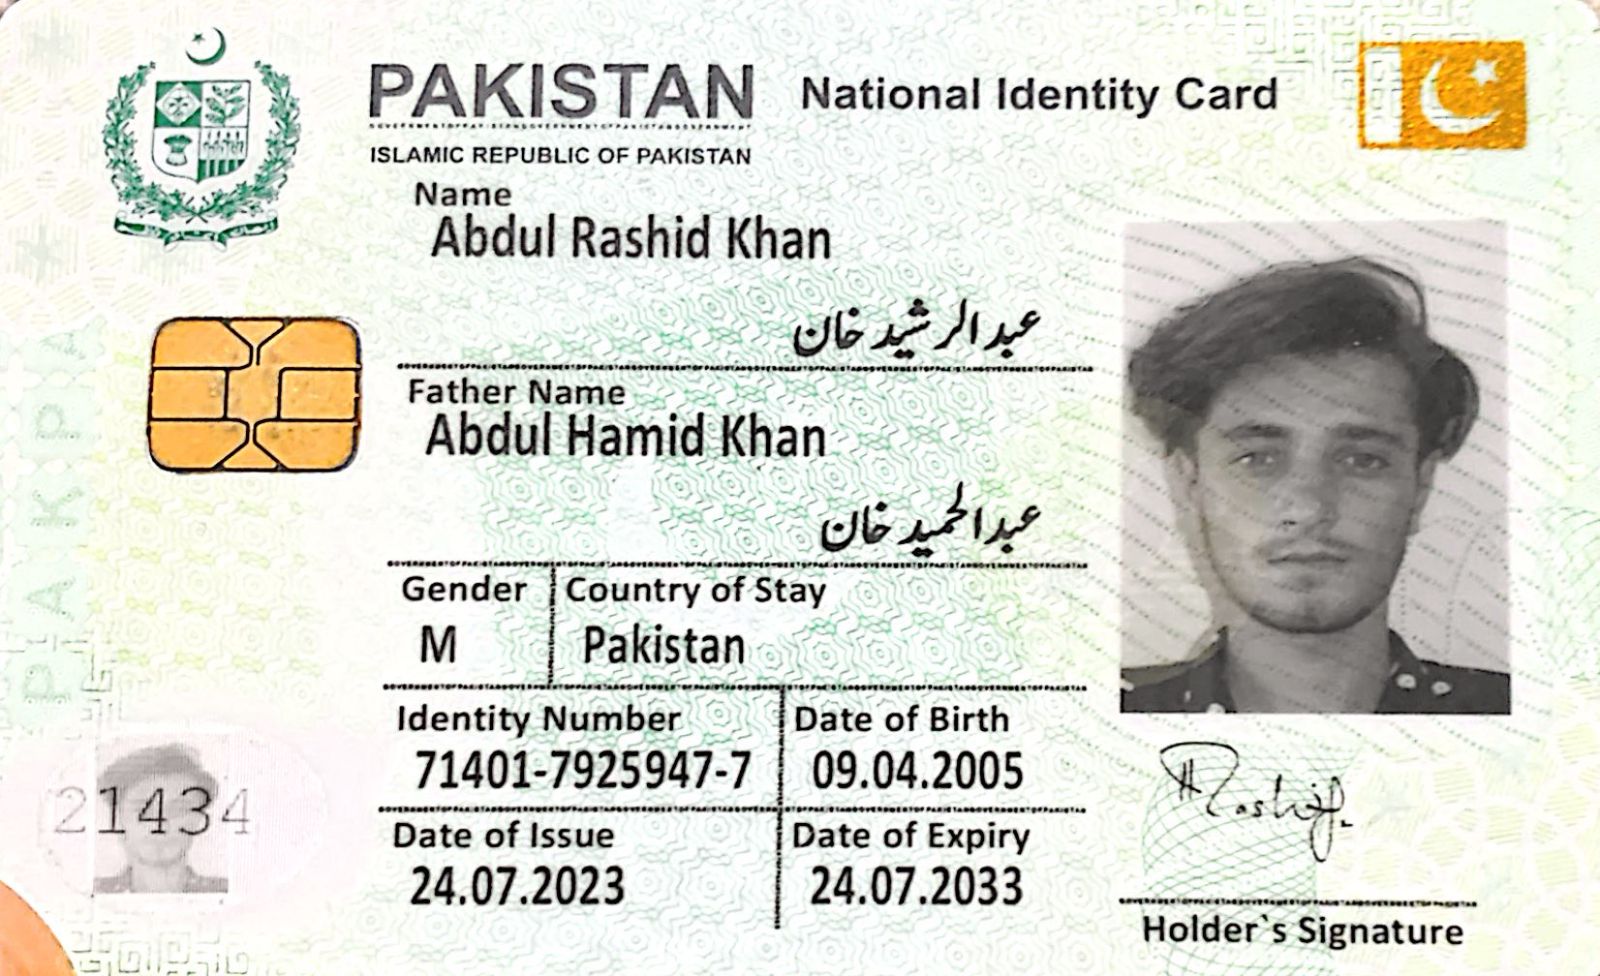 PAKISTAN National Identity Card
ISLAMIC REPUBLIC OF PAKISTAN
Name
Abdul Rashid Khan
عبدالرشید خان
Father Name
Abdul Hamid Khan
عبدالحمید خان
Gender Country of Stay
M Pakistan
Identity Number Date of Birth
71401-7925947-7 09.04.2005
Date of Issue Date of Expiry
24.07.2023 24.07.2033
21434
Rashid
Holder`s Signature
PAK